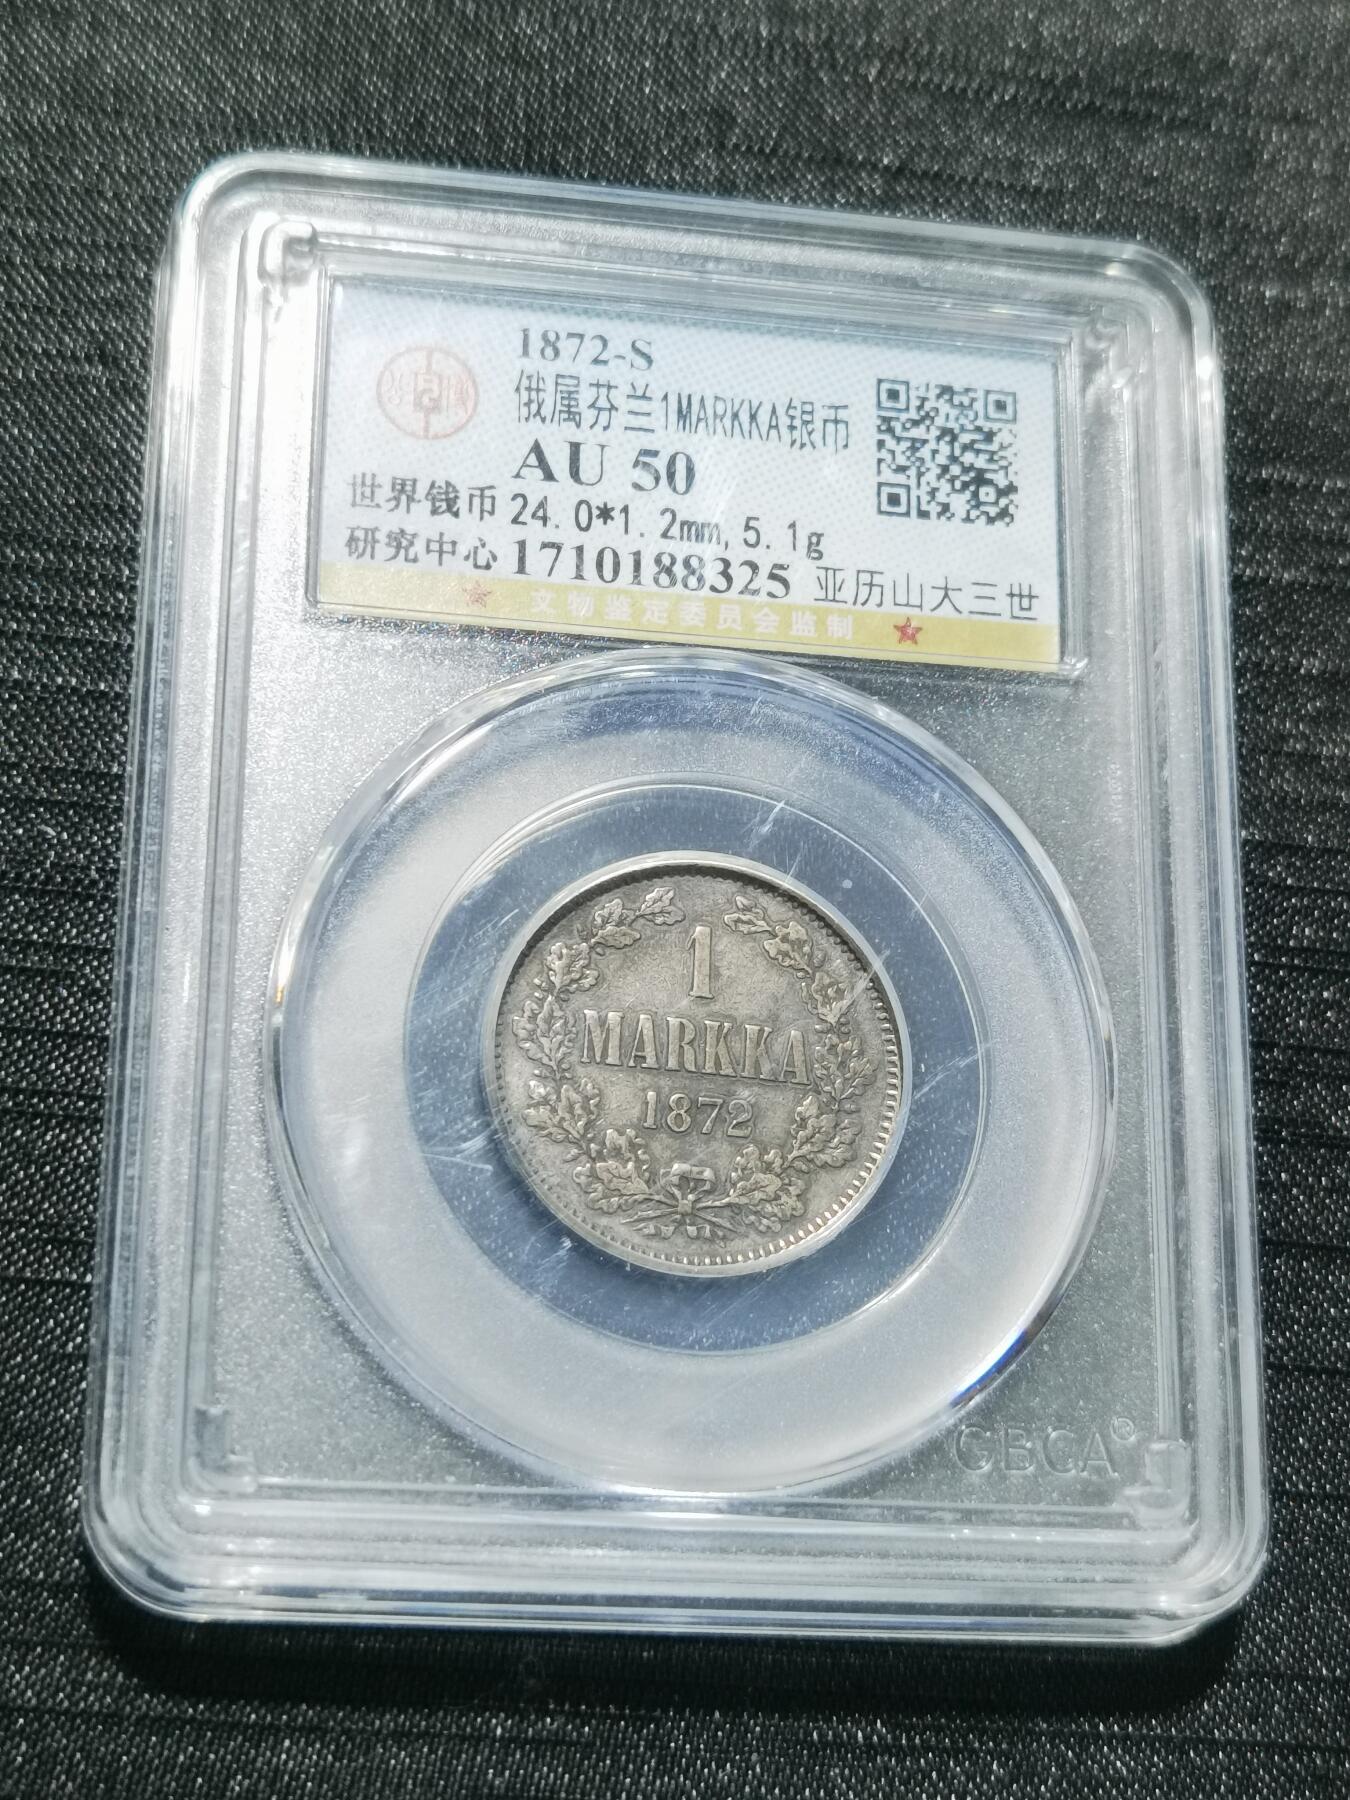 1872-S
俄属芬兰1MARKKA银币
AU 50
世界钱币 24.0*1.2mm, 5.1g
研究中心 1710188325 亚历山大三世
文物鉴定委员会监制
1
MARKKA
1872
GBCA®